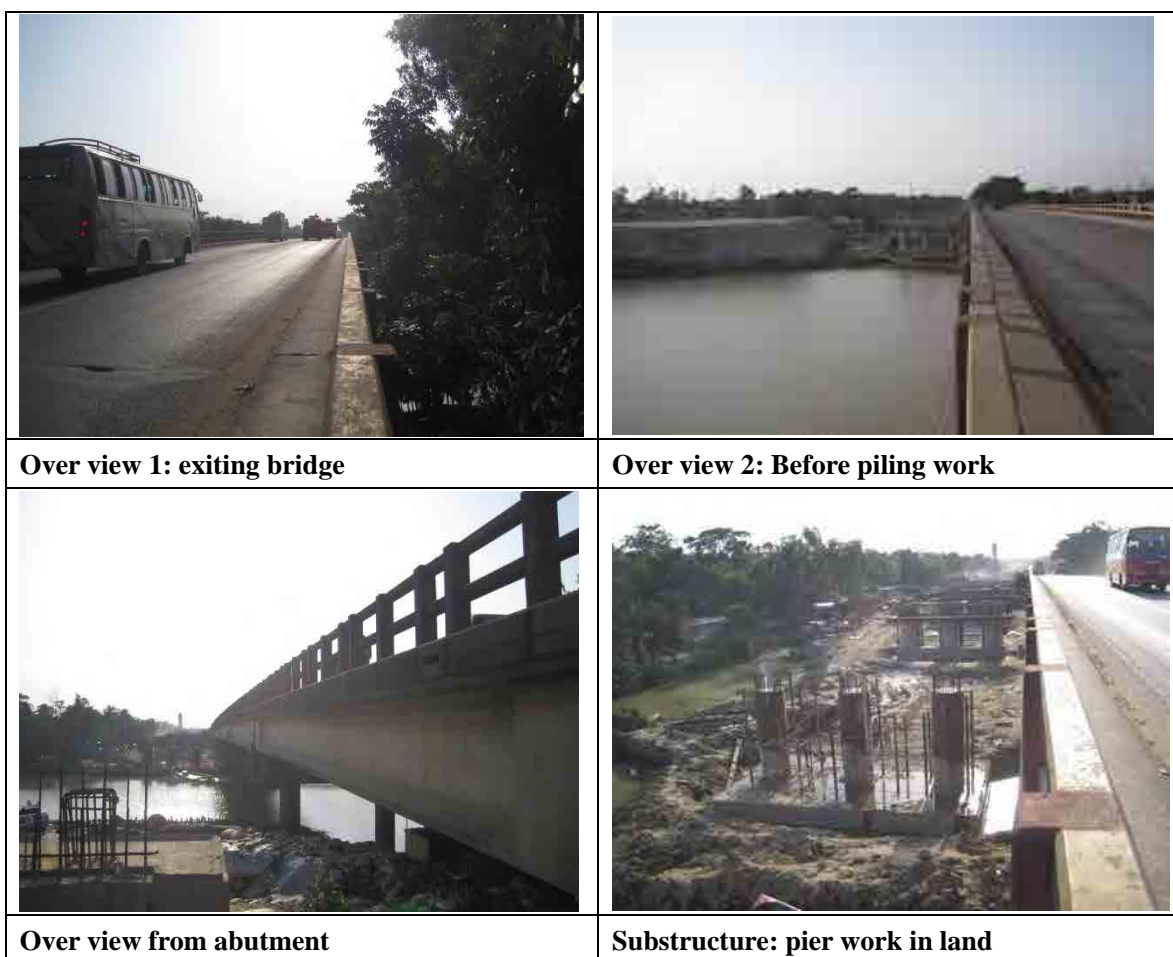 Over view 1: exiting bridge
Over view 2: Before piling work
Over view from abutment
Substructure: pier work in land